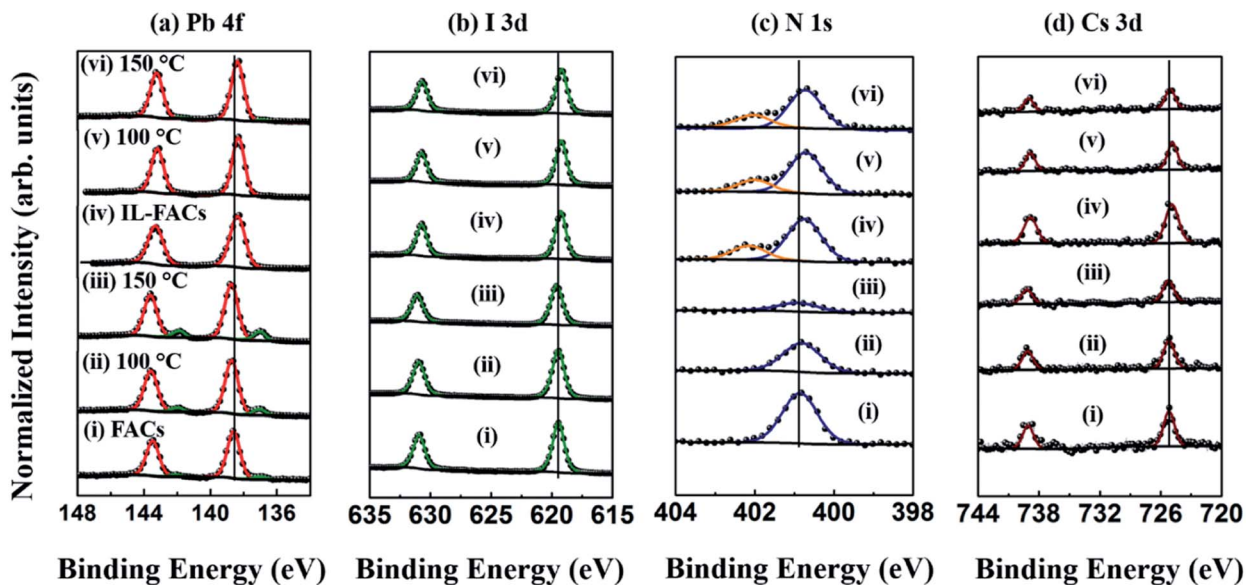 (a) Pb 4f
(b) I 3d
(c) N 1s
(d) Cs 3d
Normalized Intensity (arb. units)
(vi) 150 °C
(v) 100 °C
(iv) IL-FACs
(iii) 150 °C
(ii) 100 °C
(i) FACs
148 144 140 136
Binding Energy (eV)
(vi)
(v)
(iv)
(iii)
(ii)
(i)
635 630 625 620 615
Binding Energy (eV)
(vi)
(v)
(iv)
(iii)
(ii)
(i)
404 402 400 398
Binding Energy (eV)
(vi)
(v)
(iv)
(iii)
(ii)
(i)
744 738 732 726 720
Binding Energy (eV)